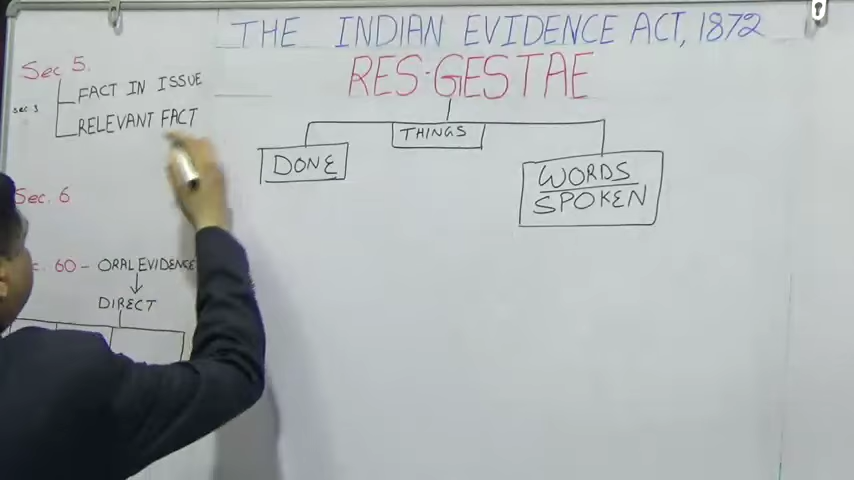 THE INDIAN EVIDENCE ACT, 1872
RES-GESTAE
THINGS
DONE
WORDS
SPOKEN
Sec 5.
FACT IN ISSUE
RELEVANT FACT
Sec. 6
60 - ORAL EVIDENCE
DIRECT